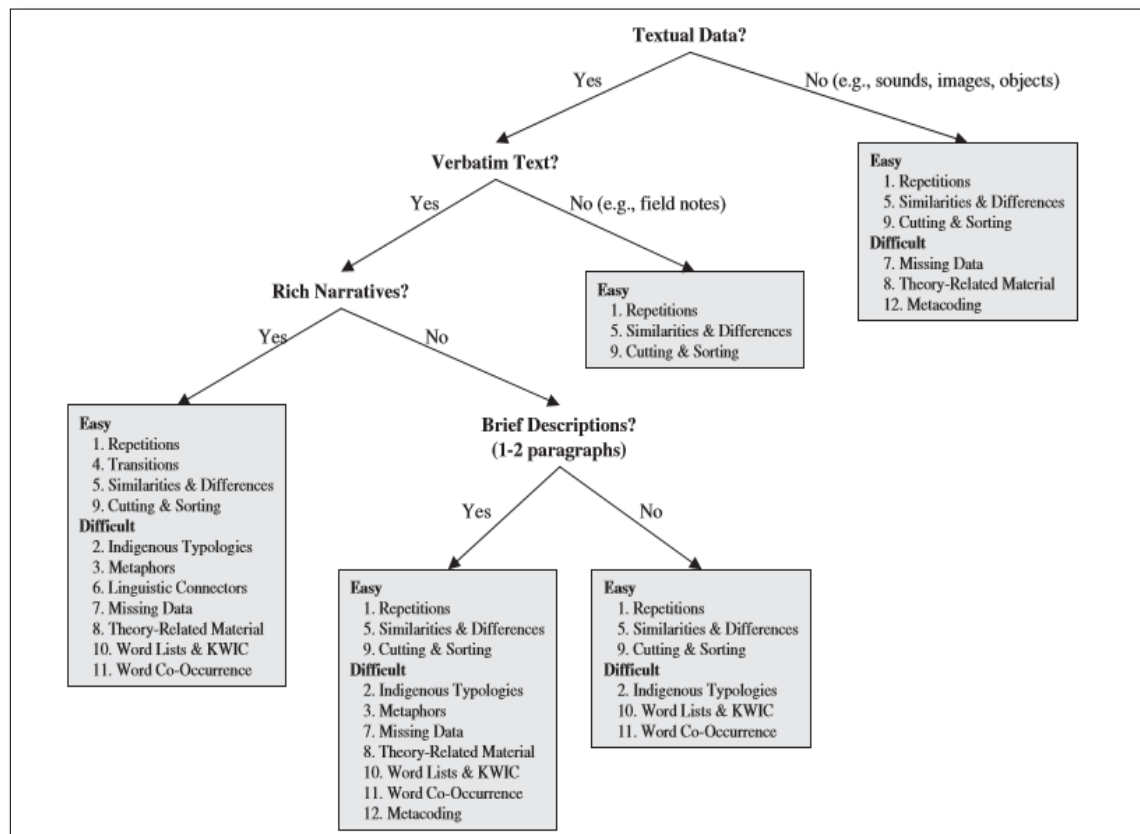 Textual Data?
Yes
No (e.g., sounds, images, objects)
Verbatim Text?
Easy
1. Repetitions
5. Similarities & Differences
9. Cutting & Sorting
Difficult
7. Missing Data
8. Theory-Related Material
12. Metacoding
Yes
No (e.g., field notes)
Rich Narratives?
Easy
1. Repetitions
5. Similarities & Differences
9. Cutting & Sorting
Yes
No
Easy
1. Repetitions
4. Transitions
5. Similarities & Differences
9. Cutting & Sorting
Difficult
2. Indigenous Typologies
3. Metaphors
6. Linguistic Connectors
7. Missing Data
8. Theory-Related Material
10. Word Lists & KWIC
11. Word Co-Occurrence
Brief Descriptions?
(1-2 paragraphs)
Yes
No
Easy
1. Repetitions
5. Similarities & Differences
9. Cutting & Sorting
Difficult
2. Indigenous Typologies
3. Metaphors
7. Missing Data
8. Theory-Related Material
10. Word Lists & KWIC
11. Word Co-Occurrence
12. Metacoding
Easy
1. Repetitions
5. Similarities & Differences
9. Cutting & Sorting
Difficult
2. Indigenous Typologies
10. Word Lists & KWIC
11. Word Co-Occurrence